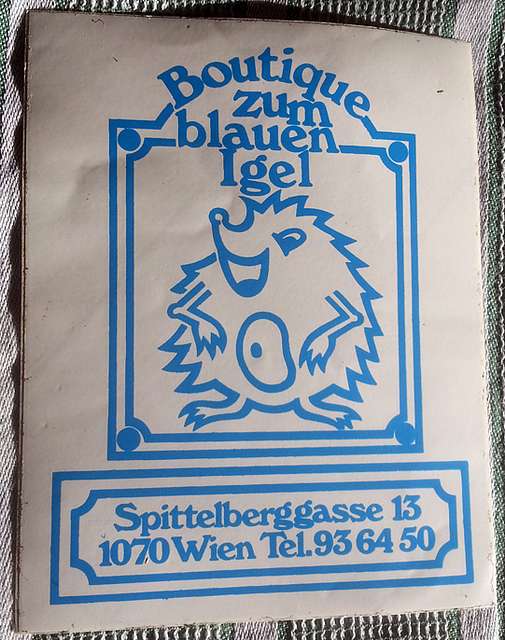 Boutique
zum
blauen
Igel
Spittelberggasse 13
1070 Wien Tel. 93 64 50